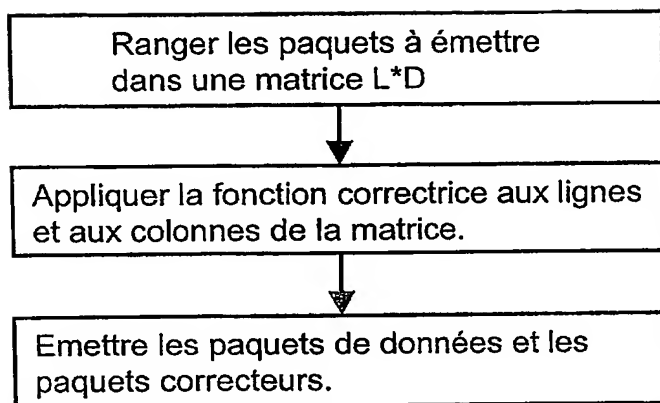 Ranger les paquets à émettre
dans une matrice L*D
Appliquer la fonction correctrice aux lignes
et aux colonnes de la matrice.
Emettre les paquets de données et les
paquets correcteurs.